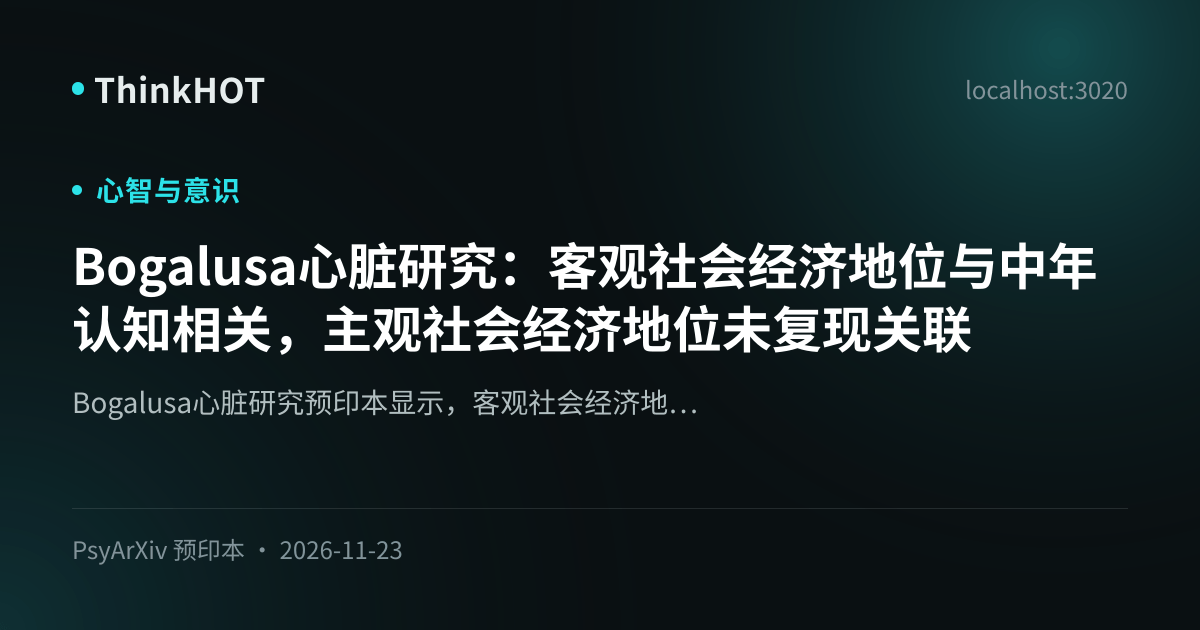 ThinkHOT
localhost:3020
心智与意识
Bogalusa心脏研究：客观社会经济地位与中年
认知相关，主观社会经济地位未复现关联
Bogalusa心脏研究预印本显示，客观社会经济地…
PsyArXiv 预印本 · 2026-11-23